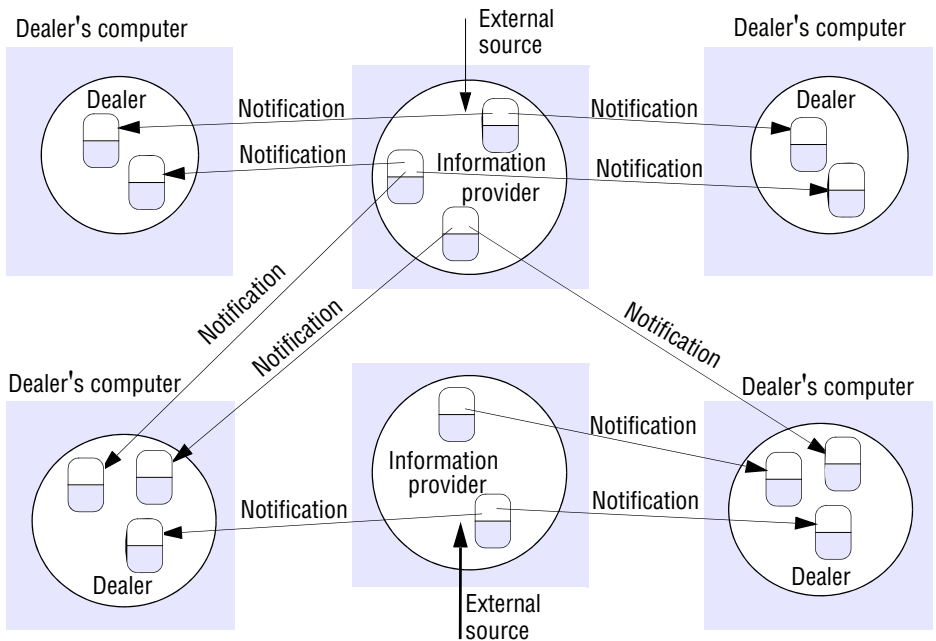 External
source
Dealer's computer
Dealer's computer
Dealer
Notification
Notification
Dealer
Notification
Information
provider
Notification
Notification
Notification
Notification
Dealer's computer
Dealer's computer
Notification
Information
provider
Notification
Notification
Dealer
Dealer
External
source